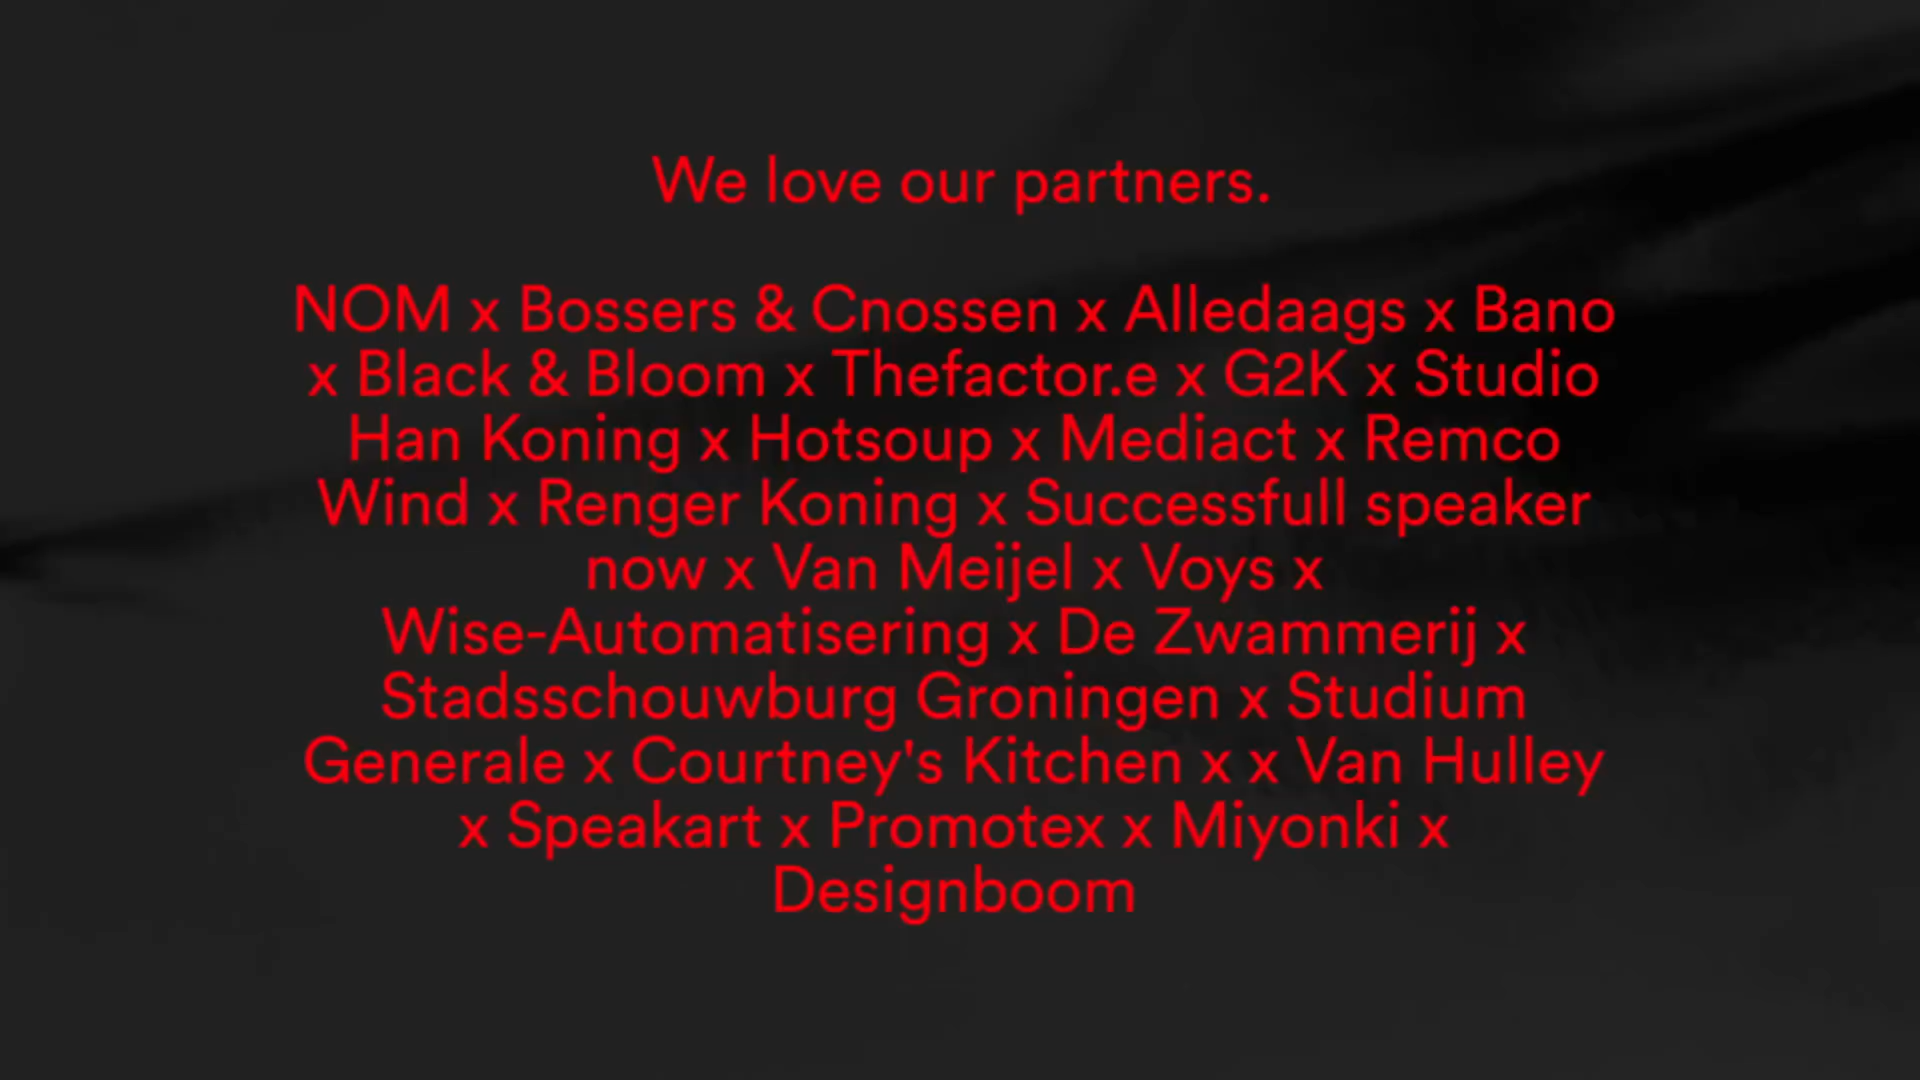 We love our partners.
NOM x Bossers & Cnossen x Alledaags x Bano
x Black & Bloom x Thefactor.e x G2K x Studio
Han Koning x Hotsoup x Mediact x Remco
Wind x Renger Koning x Successfull speaker
now x Van Meijel x Voys x
Wise-Automatisering x De Zwammerij x
Stadsschouwburg Groningen x Studium
Generale x Courtney's Kitchen x x Van Hulley
x Speakart x Promotex x Miyonki x
Designboom